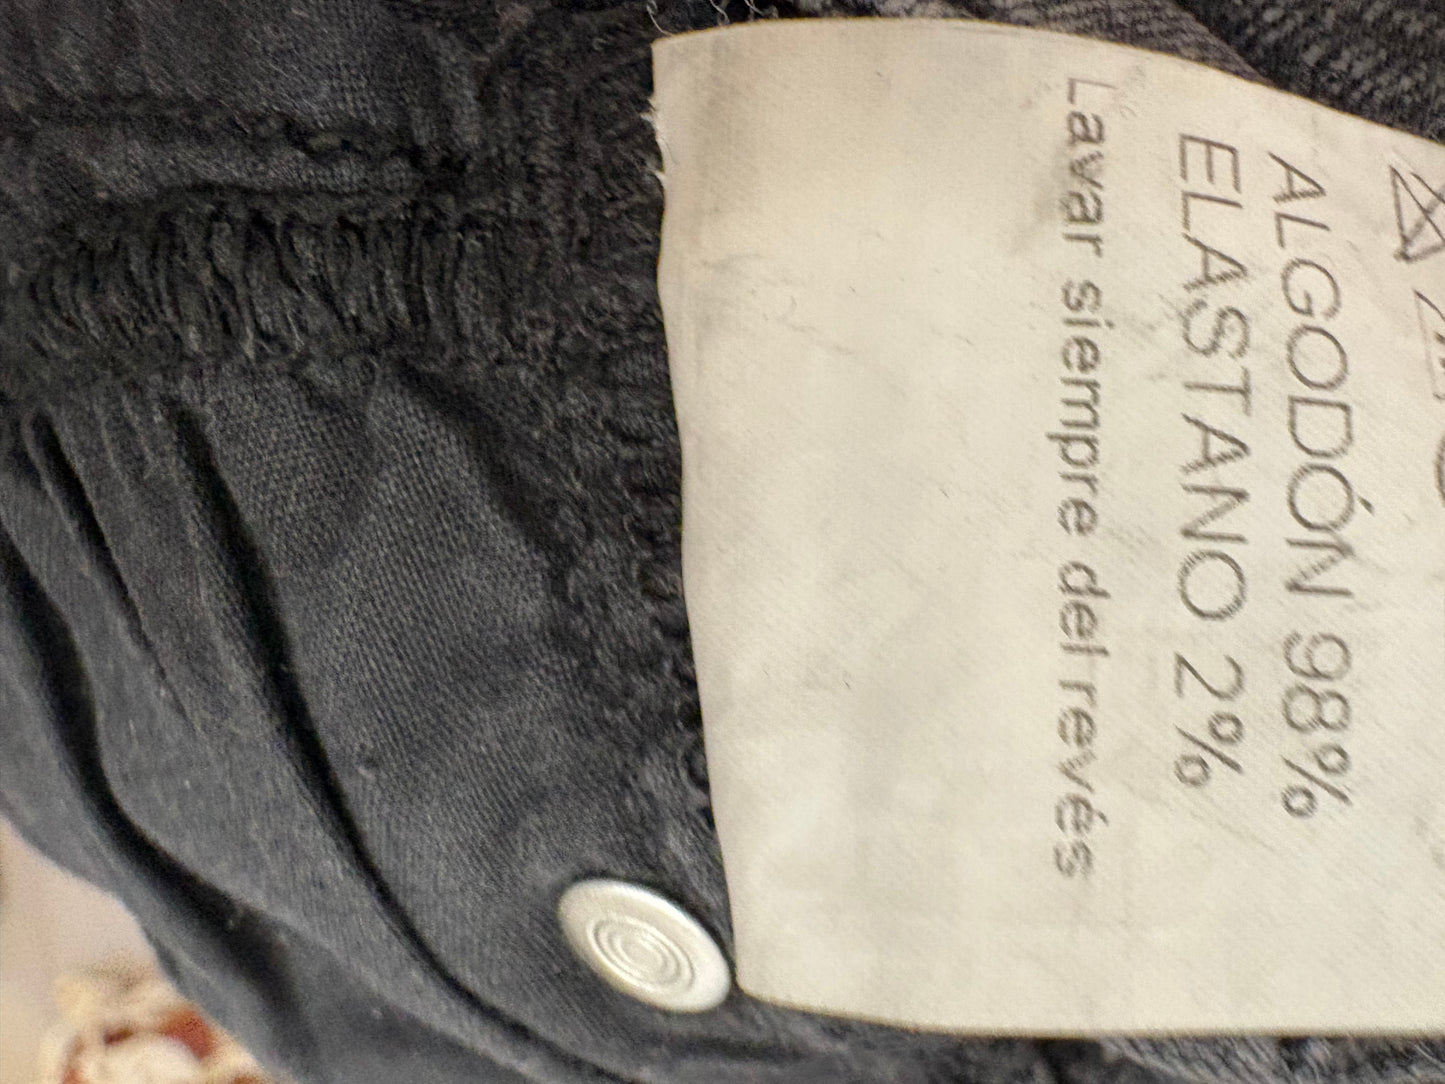 ALGODÓN 98%
ELASTANO 2%
Lavar siempre del revés